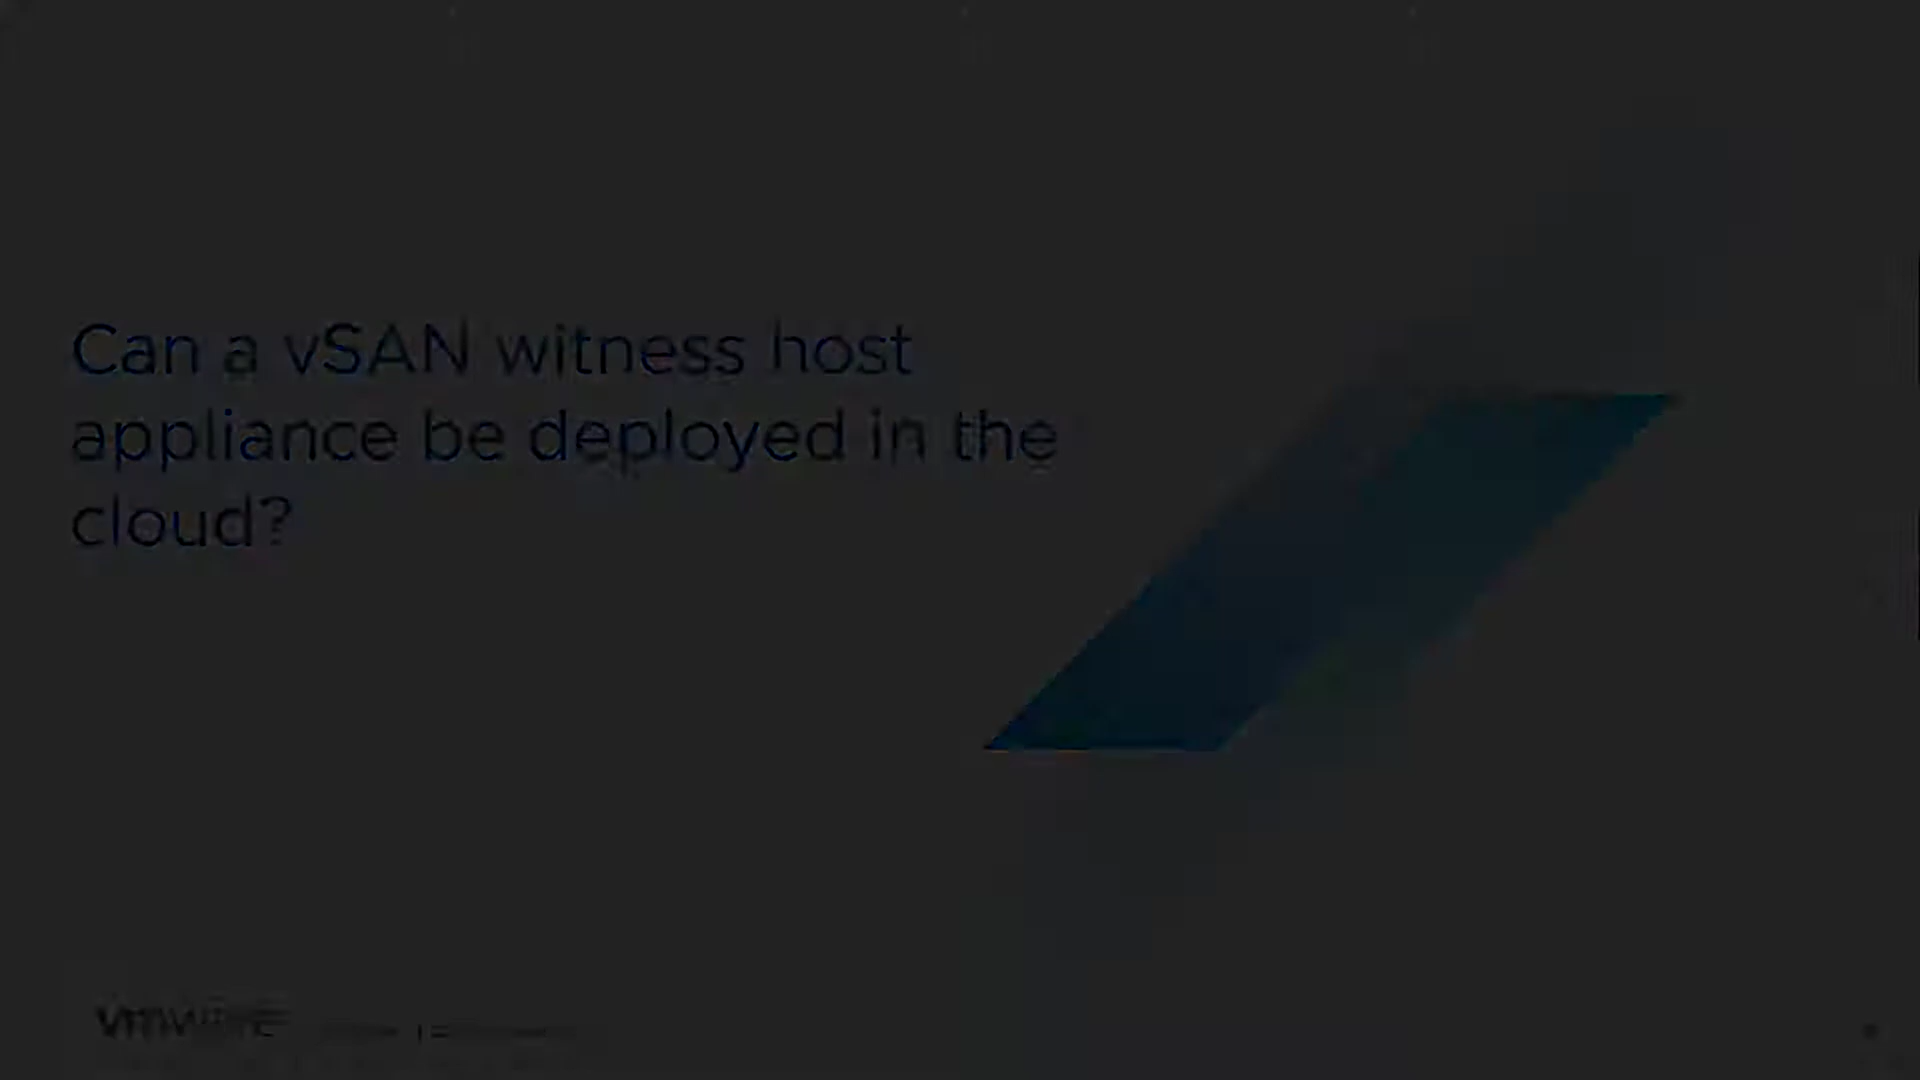 Can a vSAN witness host
appliance be deployed in the
cloud?
vmware